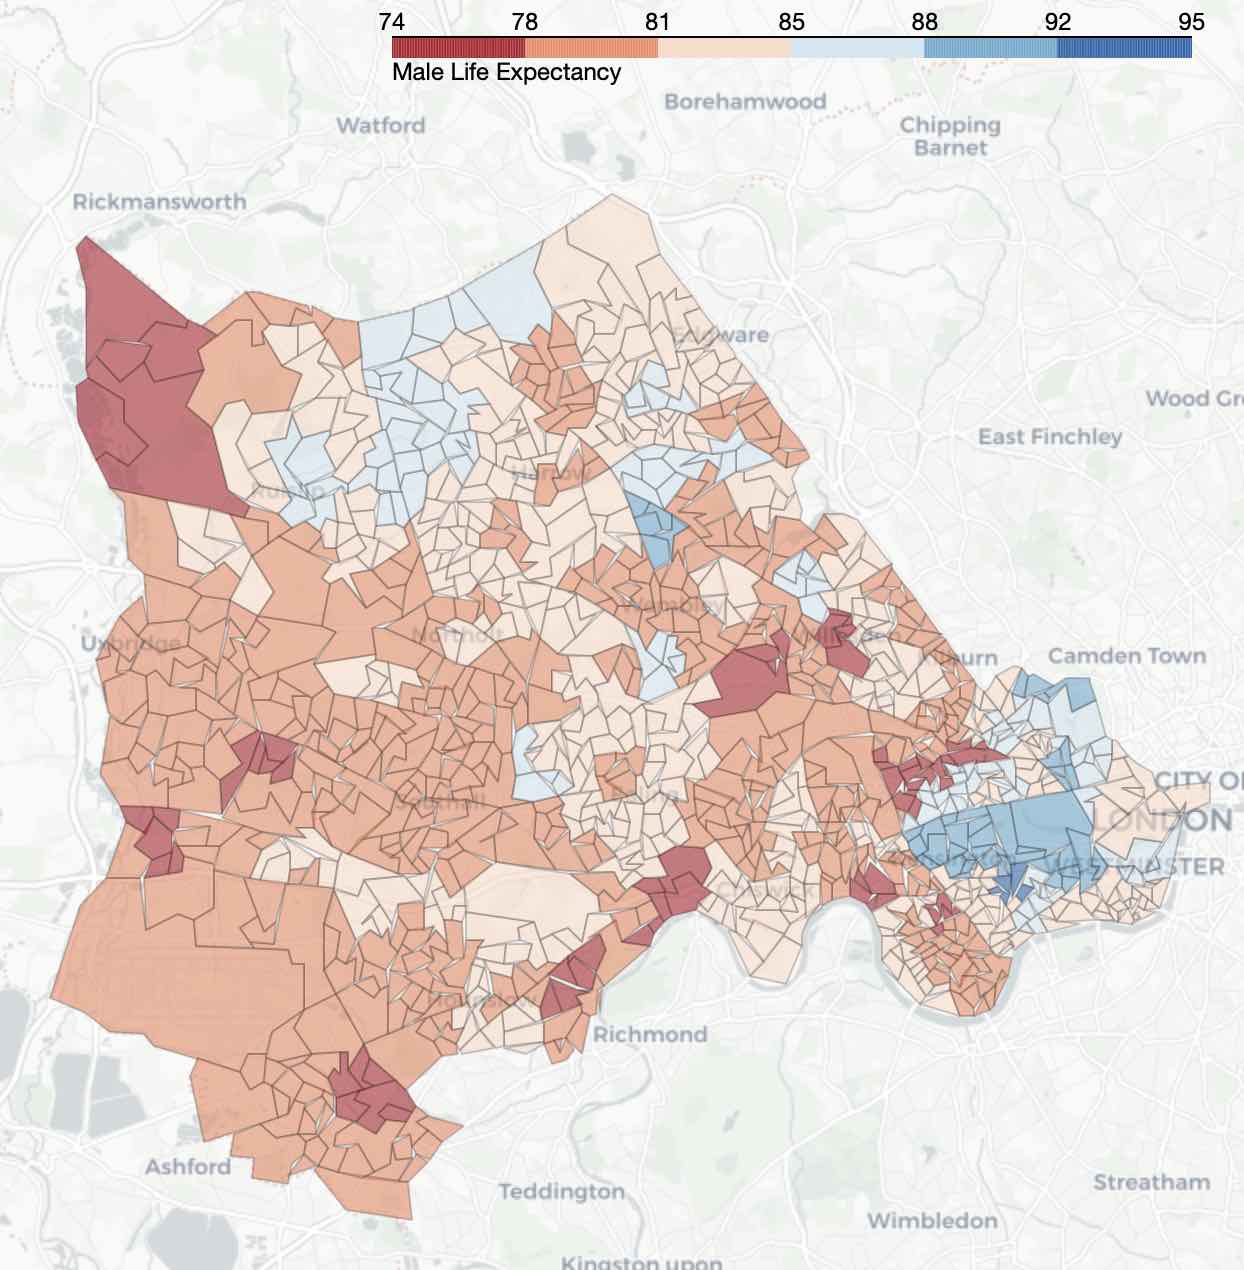 74 78 81 85 88 92 95
Male Life Expectancy
Borehamwood
Watford
Chipping
Barnet
Rickmansworth
Edgware
Wood Gr
East Finchley
Harrow
Ruislip
Wembley
Northolt
Uxbridge
Willesden
Kilburn
Camden Town
CITY O
Southall
Ealing
LONDON
Kensington
WESTMINSTER
Chiswick
Hounslow
Richmond
Ashford
Teddington
Streatham
Wimbledon
Kingston upon